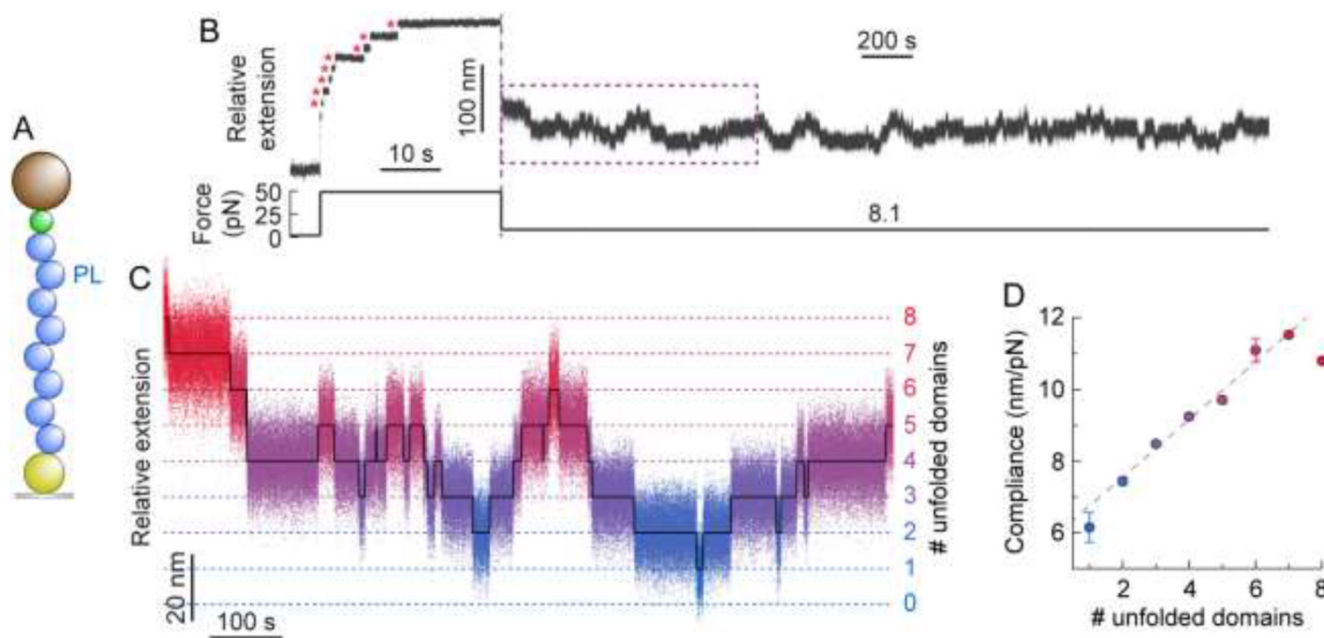 A
PL
B
Relative
extension
10 s
100 nm
200 s
Force
(pN)
50
25
0
8.1
C
Relative extension
20 nm
100 s
8
7
6
5
4
3
2
1
0
# unfolded domains
D
Compliance (nm/pN)
12
10
8
6
2 4 6 8
# unfolded domains